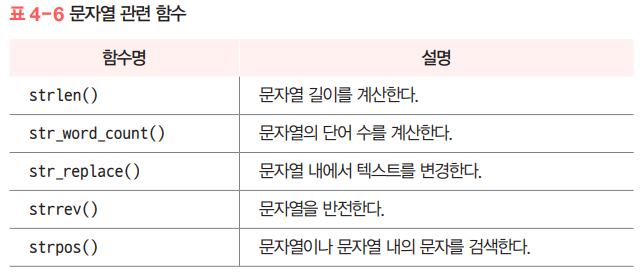 표 4-6 문자열 관련 함수
함수명 설명
strlen() 문자열 길이를 계산한다.
str_word_count() 문자열의 단어 수를 계산한다.
str_replace() 문자열 내에서 텍스트를 변경한다.
strrev() 문자열을 반전한다.
strpos() 문자열이나 문자열 내의 문자를 검색한다.